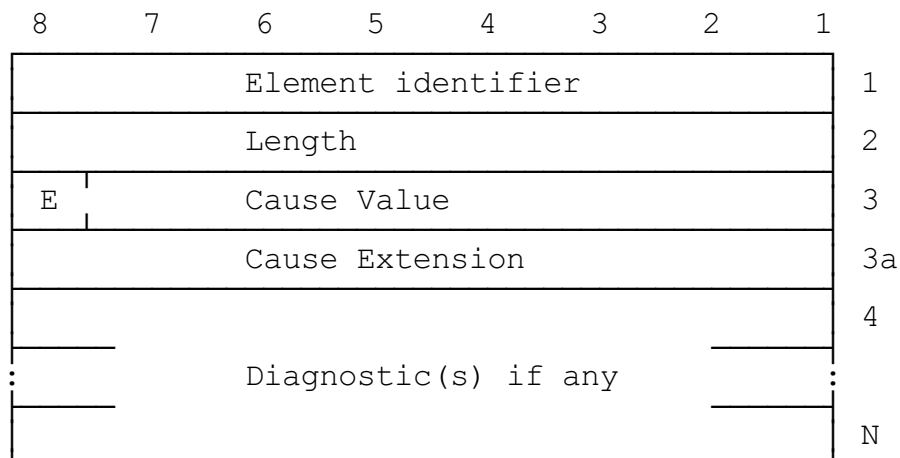 8 7 6 5 4 3 2 1
Element identifier 1
Length 2
E Cause Value 3
Cause Extension 3a
4
: Diagnostic(s) if any :
N